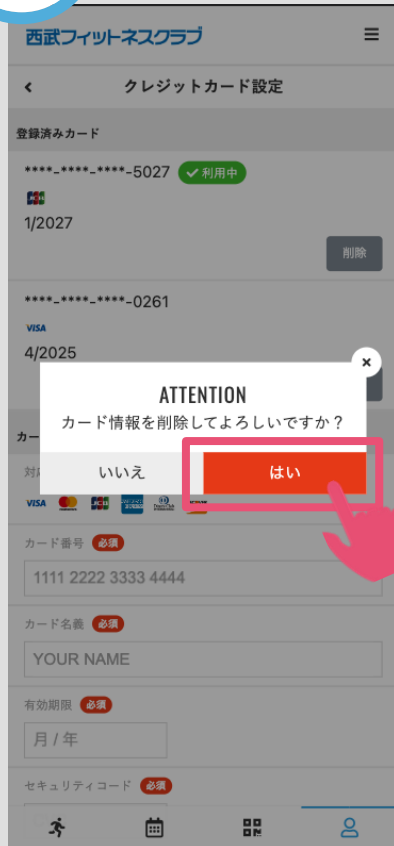 西武フィットネスクラブ
クレジットカード設定
登録済みカード
****-****-****-5027 利用中
JCB
1/2027
削除
****-****-****-0261
VISA
4/2025
ATTENTION
カード情報を削除してよろしいですか？
カー
いいえ
はい
対応
VISA JCB
カード番号 必須
1111 2222 3333 4444
カード名義 必須
YOUR NAME
有効期限 必須
月 / 年
セキュリティコード 必須